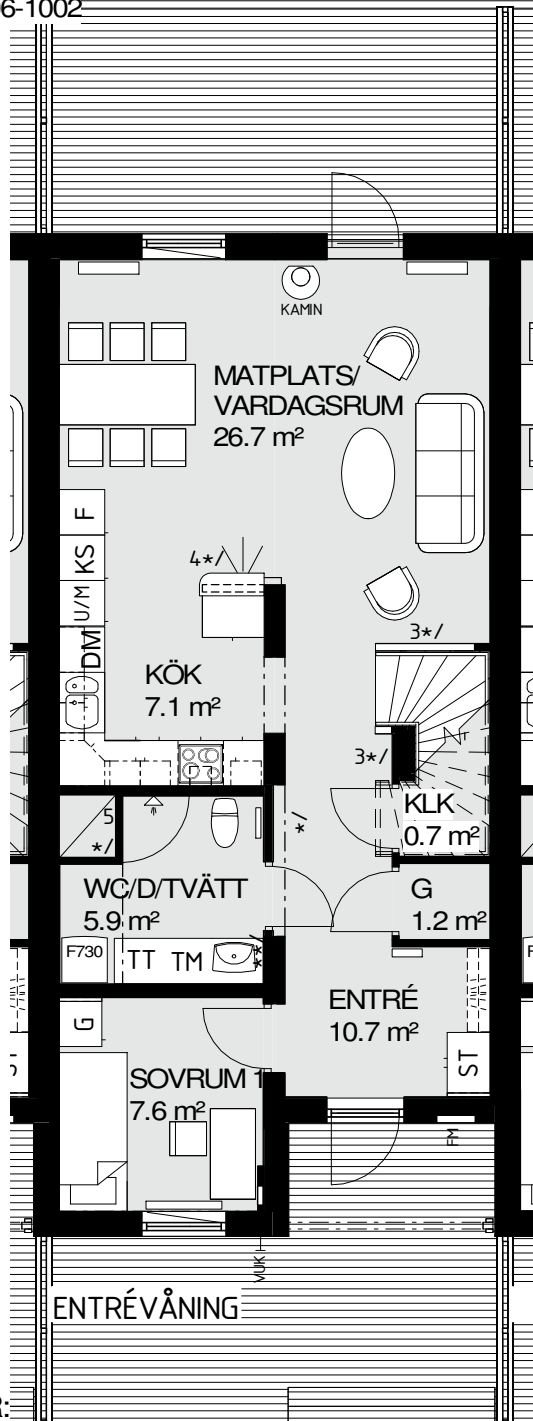 6-1002
KAMIN
MATPLATS/
VARDAGSRUM
26.7 m²
F
KS
U/M
DM
4*/
3*/
KÖK
7.1 m²
3*/
KLK
0.7 m²
5
*/
*/
WC/D/TVÄTT
5.9 m²
G
1.2 m²
F730
TT
TM
**/
G
ENTRÉ
10.7 m²
ST
ST
SOVRUM 1
7.6 m²
FM
VUK
ENTRÉVÅNING